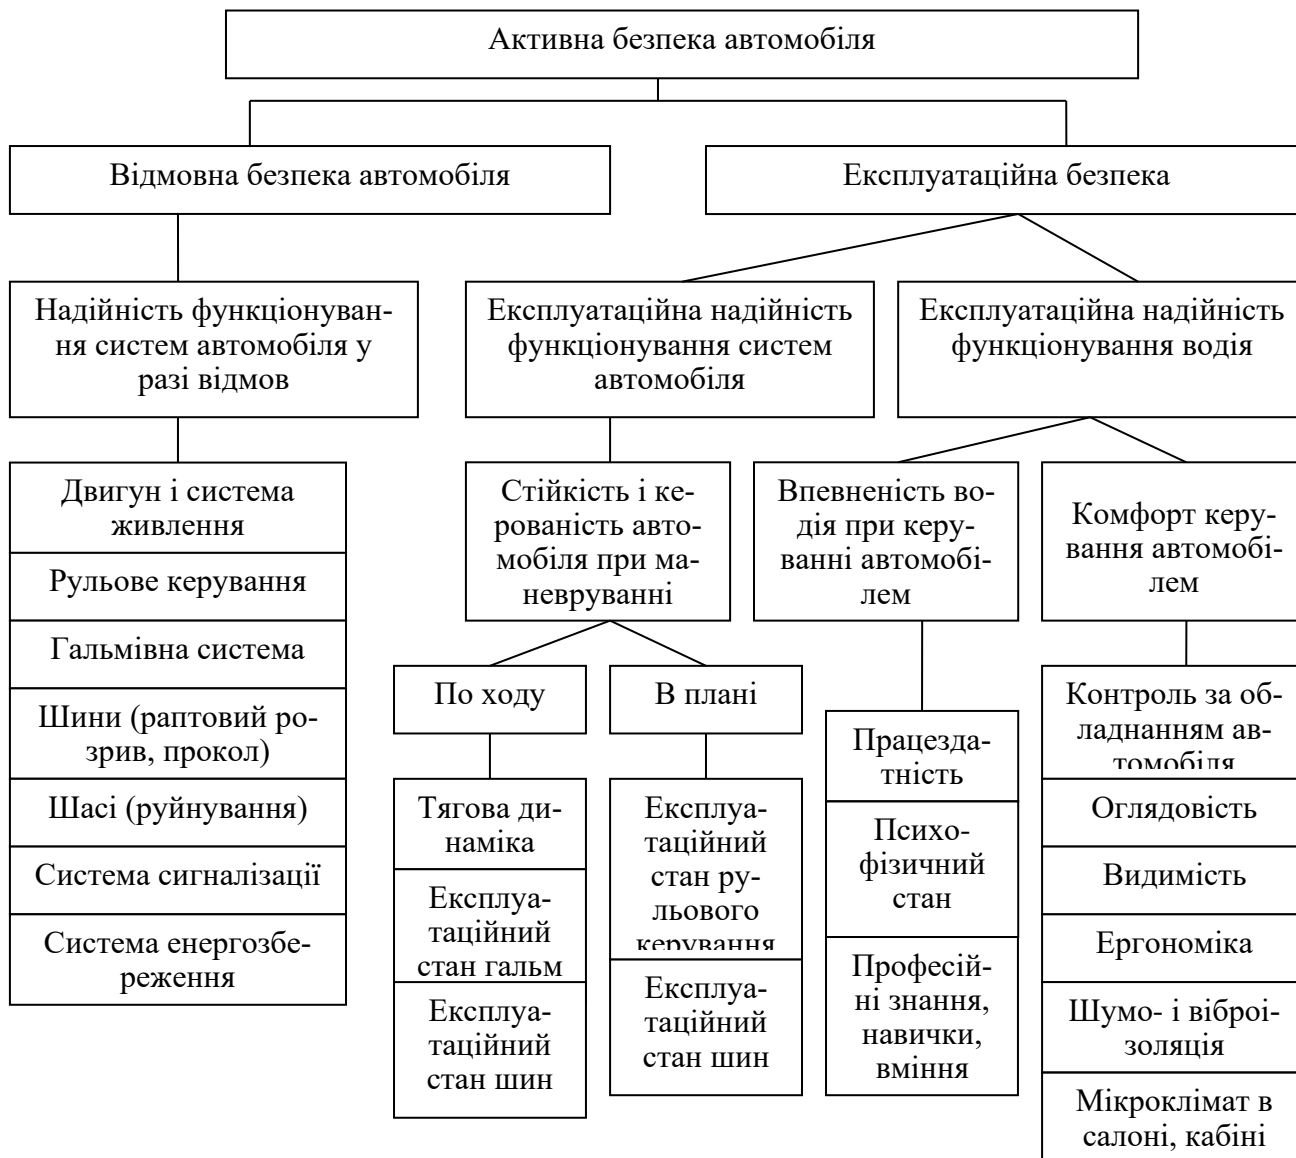 Активна безпека автомобіля
Відмовна безпека автомобіля
Експлуатаційна безпека
Надійність функціонуван-
ня систем автомобіля у
разі відмов
Експлуатаційна надійність
функціонування систем
автомобіля
Експлуатаційна надійність
функціонування водія
Двигун і система
живлення
Рульове керування
Гальмівна система
Шини (раптовий ро-
зрив, прокол)
Шасі (руйнування)
Система сигналізації
Система енергозбе-
реження
Стійкість і ке-
рованість авто-
мобіля при ма-
невруванні
По ходу
Тягова ди-
наміка
Експлуа-
таційний
стан гальм
Експлуа-
таційний
стан шин
В плані
Експлуа-
таційний
стан ру-
льового
керування
Експлуа-
таційний
стан шин
Впевненість во-
дія при керу-
ванні автомобі-
лем
Працезда-
тність
Психо-
фізичний
стан
Професій-
ні знання,
навички,
вміння
Комфорт керу-
вання автомобі-
лем
Контроль за об-
ладнанням ав-
томобіля
Оглядовість
Видимість
Ергономіка
Шумо- і віброі-
золяція
Мікроклімат в
салоні, кабіні